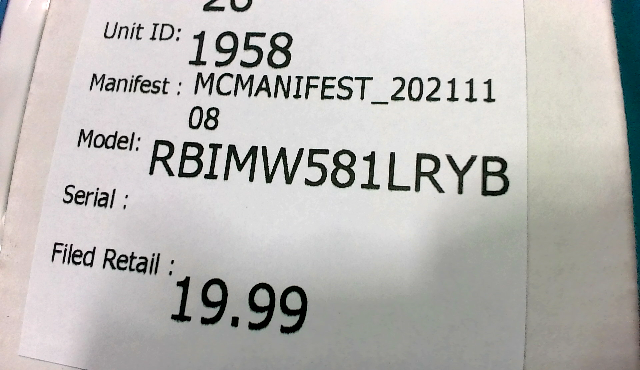 Unit ID: 1958
Manifest : MCMANIFEST_202111
08
Model: RBIMW581LRYB
Serial :
Filed Retail : 19.99